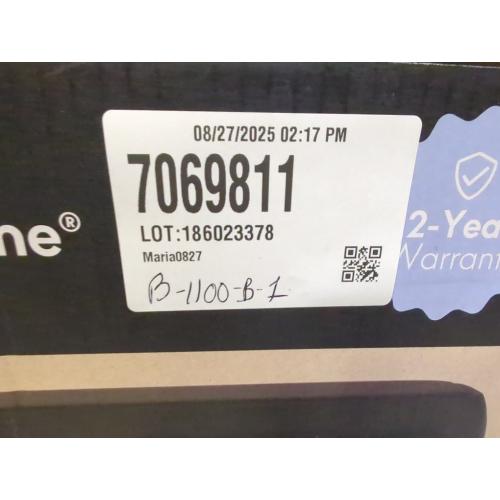 08/27/2025 02:17 PM
7069811
LOT:186023378
Maria0827
B-1100-B-1
ne®
2-Yea
Warrant